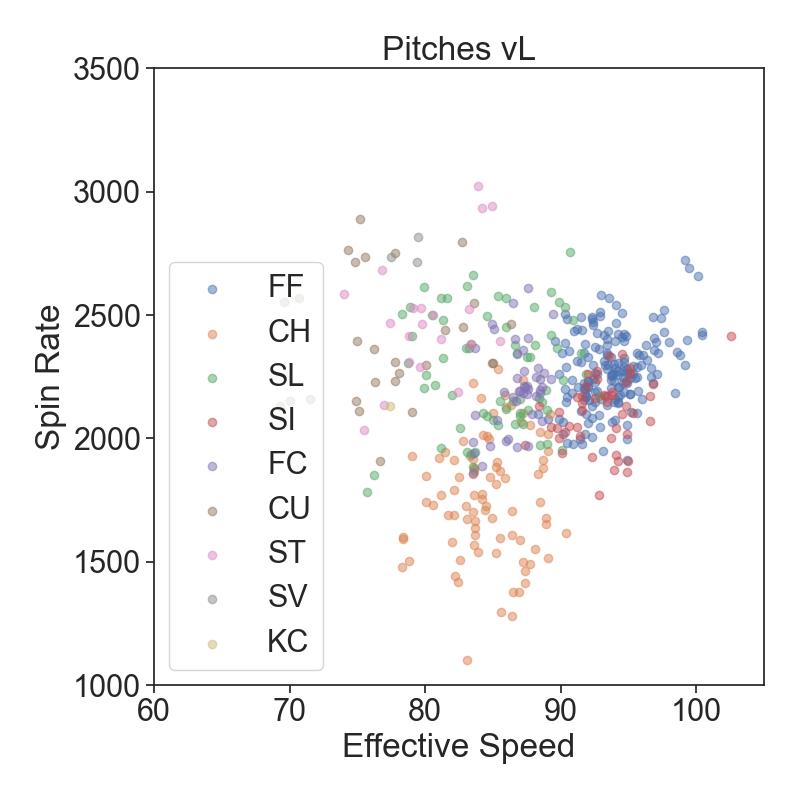 Pitches vL
3500
3000
2500
2000
1500
1000
Spin Rate
FF
CH
SL
SI
FC
CU
ST
SV
KC
60 70 80 90 100
Effective Speed